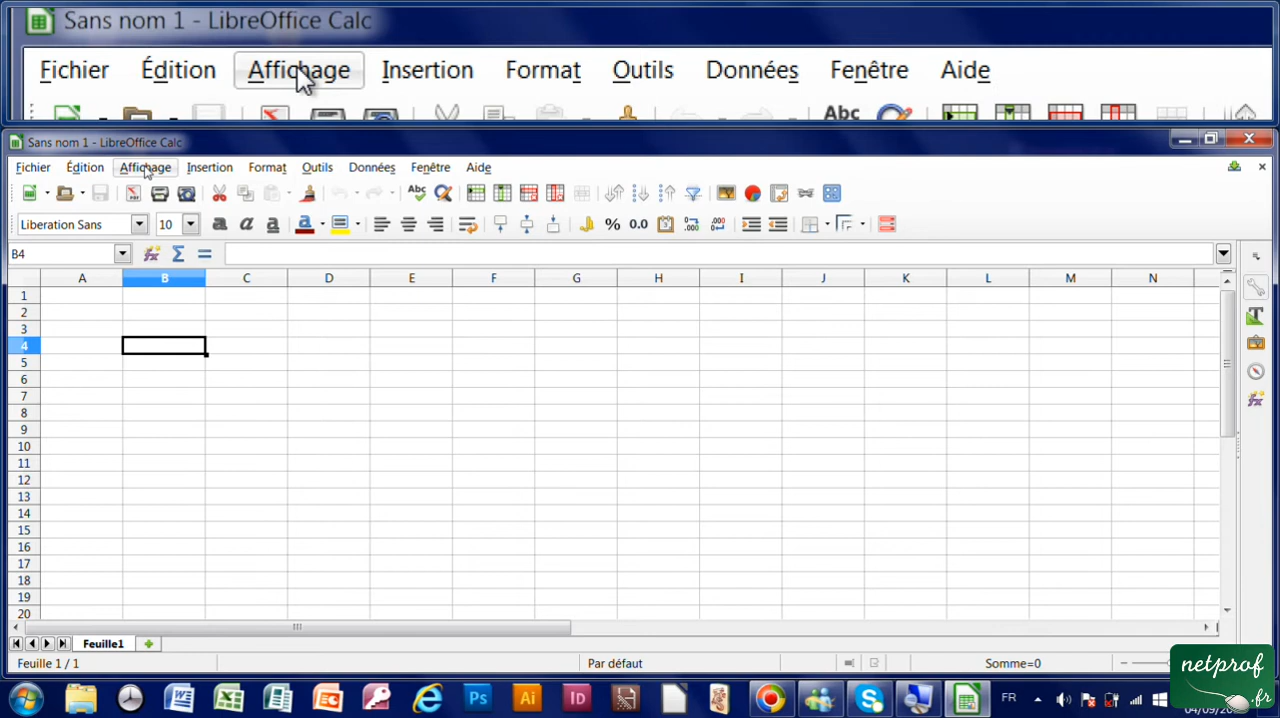 Sans nom 1 - LibreOffice Calc
Fichier Édition Affichage Insertion Format Outils Données Fenêtre Aide
Abc
Sans nom 1 - LibreOffice Calc
Fichier Édition Affichage Insertion Format Outils Données Fenêtre Aide
Abc
Liberation Sans 10 a a a a % 0.0
B4 fx Σ =
A B C D E F G H I J K L M N
1
2
3
4
5
6
7
8
9
10
11
12
13
14
15
16
17
18
19
20
Feuille1
Feuille 1 / 1 Par défaut Somme=0
netprof
.fr
Ps Ai ID FR